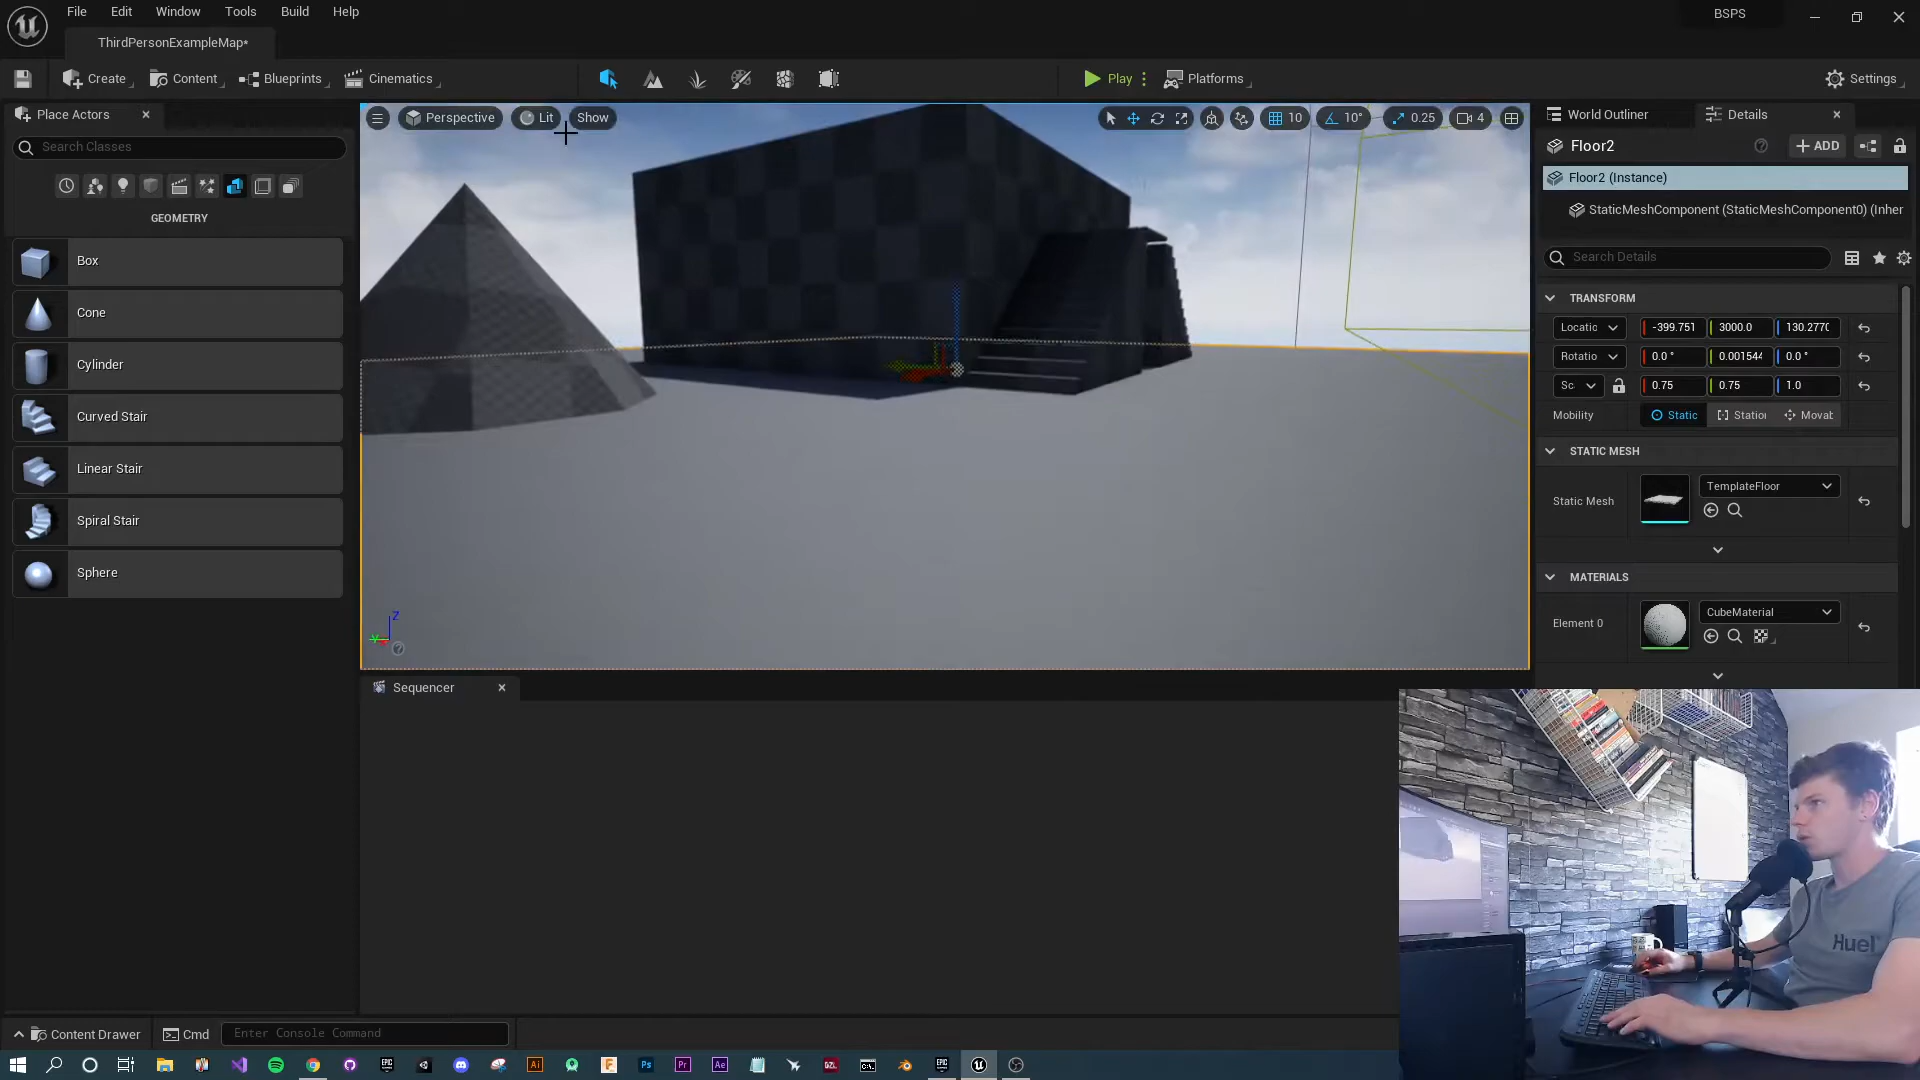 File Edit Window Tools Build Help
BSPS
ThirdPersonExampleMap*
Create Content Blueprints Cinematics Play Platforms Settings
Place Actors
Search Classes
GEOMETRY
Box
Cone
Cylinder
Curved Stair
Linear Stair
Spiral Stair
Sphere
Perspective Lit Show 10 10° 0.25 4
Z
Y
World Outliner Details
Floor2 ADD
Floor2 (Instance)
StaticMeshComponent (StaticMeshComponent0) (Inher
Search Details
TRANSFORM
Locatic -399.751 3000.0 130.277(
Rotatio 0.0 ° 0.001544 0.0 °
Sc 0.75 0.75 1.0
Mobility Static Statio Moval
STATIC MESH
Static Mesh TemplateFloor
MATERIALS
Element 0 CubeMaterial
Sequencer
Huel
Content Drawer Cmd Enter Console Command